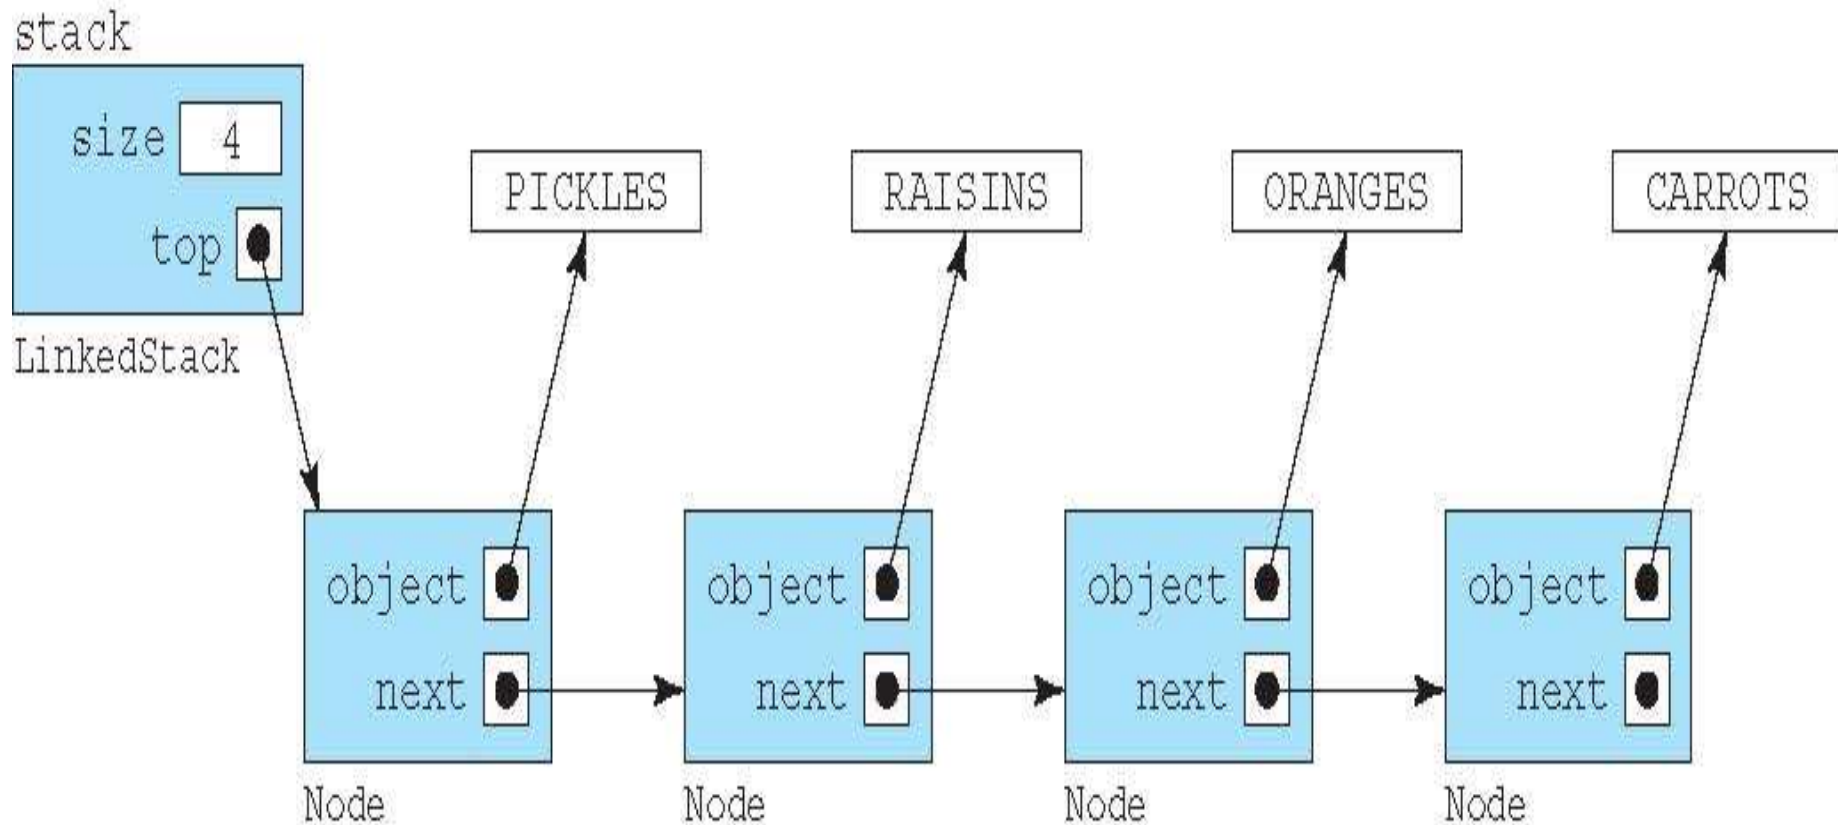 stack
size 4
top
LinkedStack
PICKLES RAISINS ORANGES CARROTS
object object object object
next next next next
Node Node Node Node